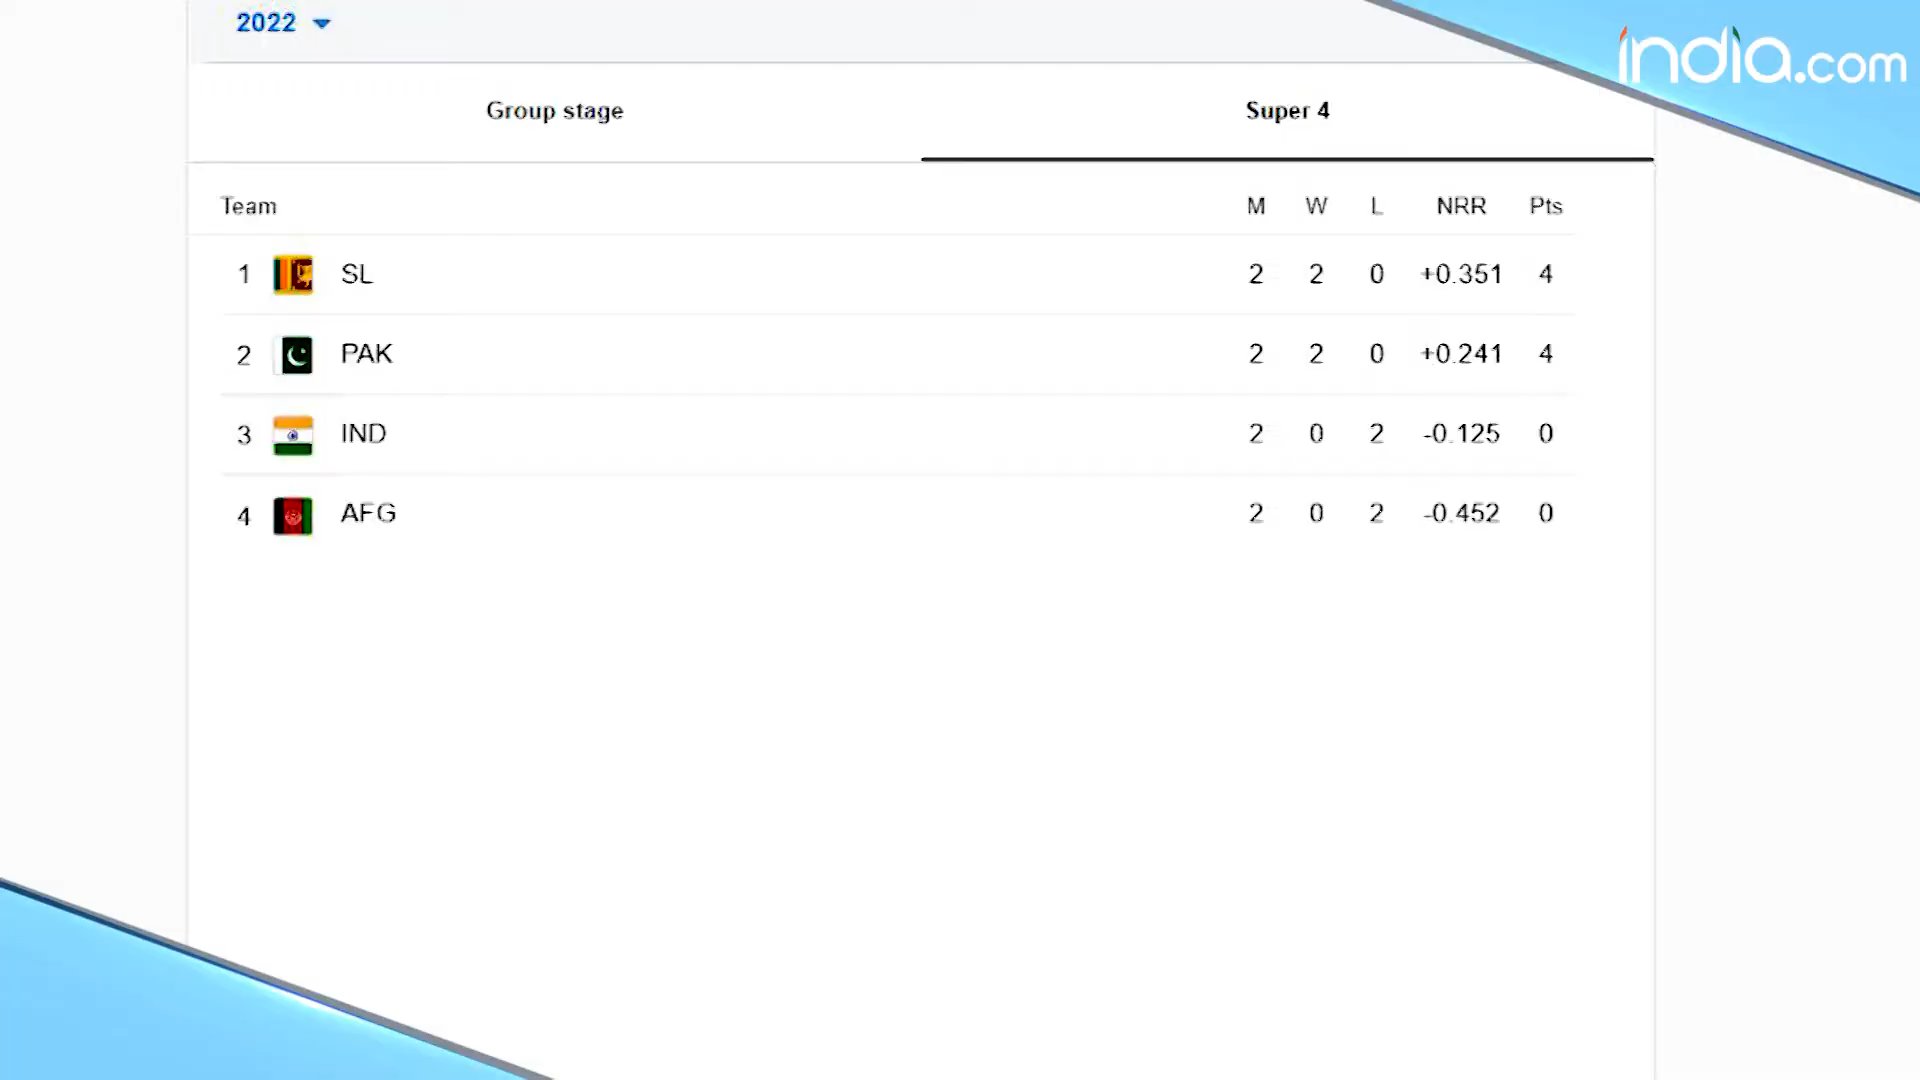 2022
india.com
Group stage Super 4
Team M W L NRR Pts
1 SL 2 2 0 +0.351 4
2 PAK 2 2 0 +0.241 4
3 IND 2 0 2 -0.125 0
4 AFG 2 0 2 -0.452 0